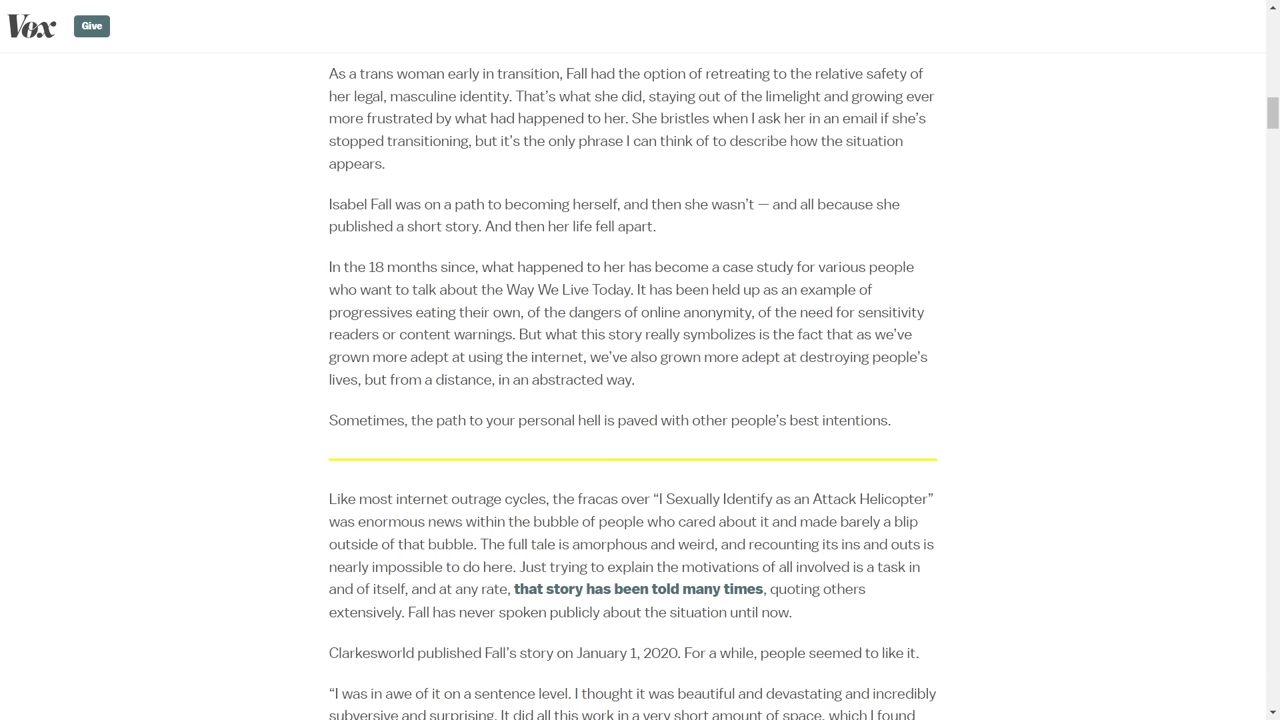 Vox
Give
As a trans woman early in transition, Fall had the option of retreating to the relative safety of
her legal, masculine identity. That’s what she did, staying out of the limelight and growing ever
more frustrated by what had happened to her. She bristles when I ask her in an email if she’s
stopped transitioning, but it’s the only phrase I can think of to describe how the situation
appears.
Isabel Fall was on a path to becoming herself, and then she wasn’t — and all because she
published a short story. And then her life fell apart.
In the 18 months since, what happened to her has become a case study for various people
who want to talk about the Way We Live Today. It has been held up as an example of
progressives eating their own, of the dangers of online anonymity, of the need for sensitivity
readers or content warnings. But what this story really symbolizes is the fact that as we’ve
grown more adept at using the internet, we’ve also grown more adept at destroying people’s
lives, but from a distance, in an abstracted way.
Sometimes, the path to your personal hell is paved with other people’s best intentions.
Like most internet outrage cycles, the fracas over “I Sexually Identify as an Attack Helicopter”
was enormous news within the bubble of people who cared about it and made barely a blip
outside of that bubble. The full tale is amorphous and weird, and recounting its ins and outs is
nearly impossible to do here. Just trying to explain the motivations of all involved is a task in
and of itself, and at any rate, that story has been told many times, quoting others
extensively. Fall has never spoken publicly about the situation until now.
Clarkesworld published Fall’s story on January 1, 2020. For a while, people seemed to like it.
“I was in awe of it on a sentence level. I thought it was beautiful and devastating and incredibly
subversive and surprising. It did all this work in a very short amount of space, which I found